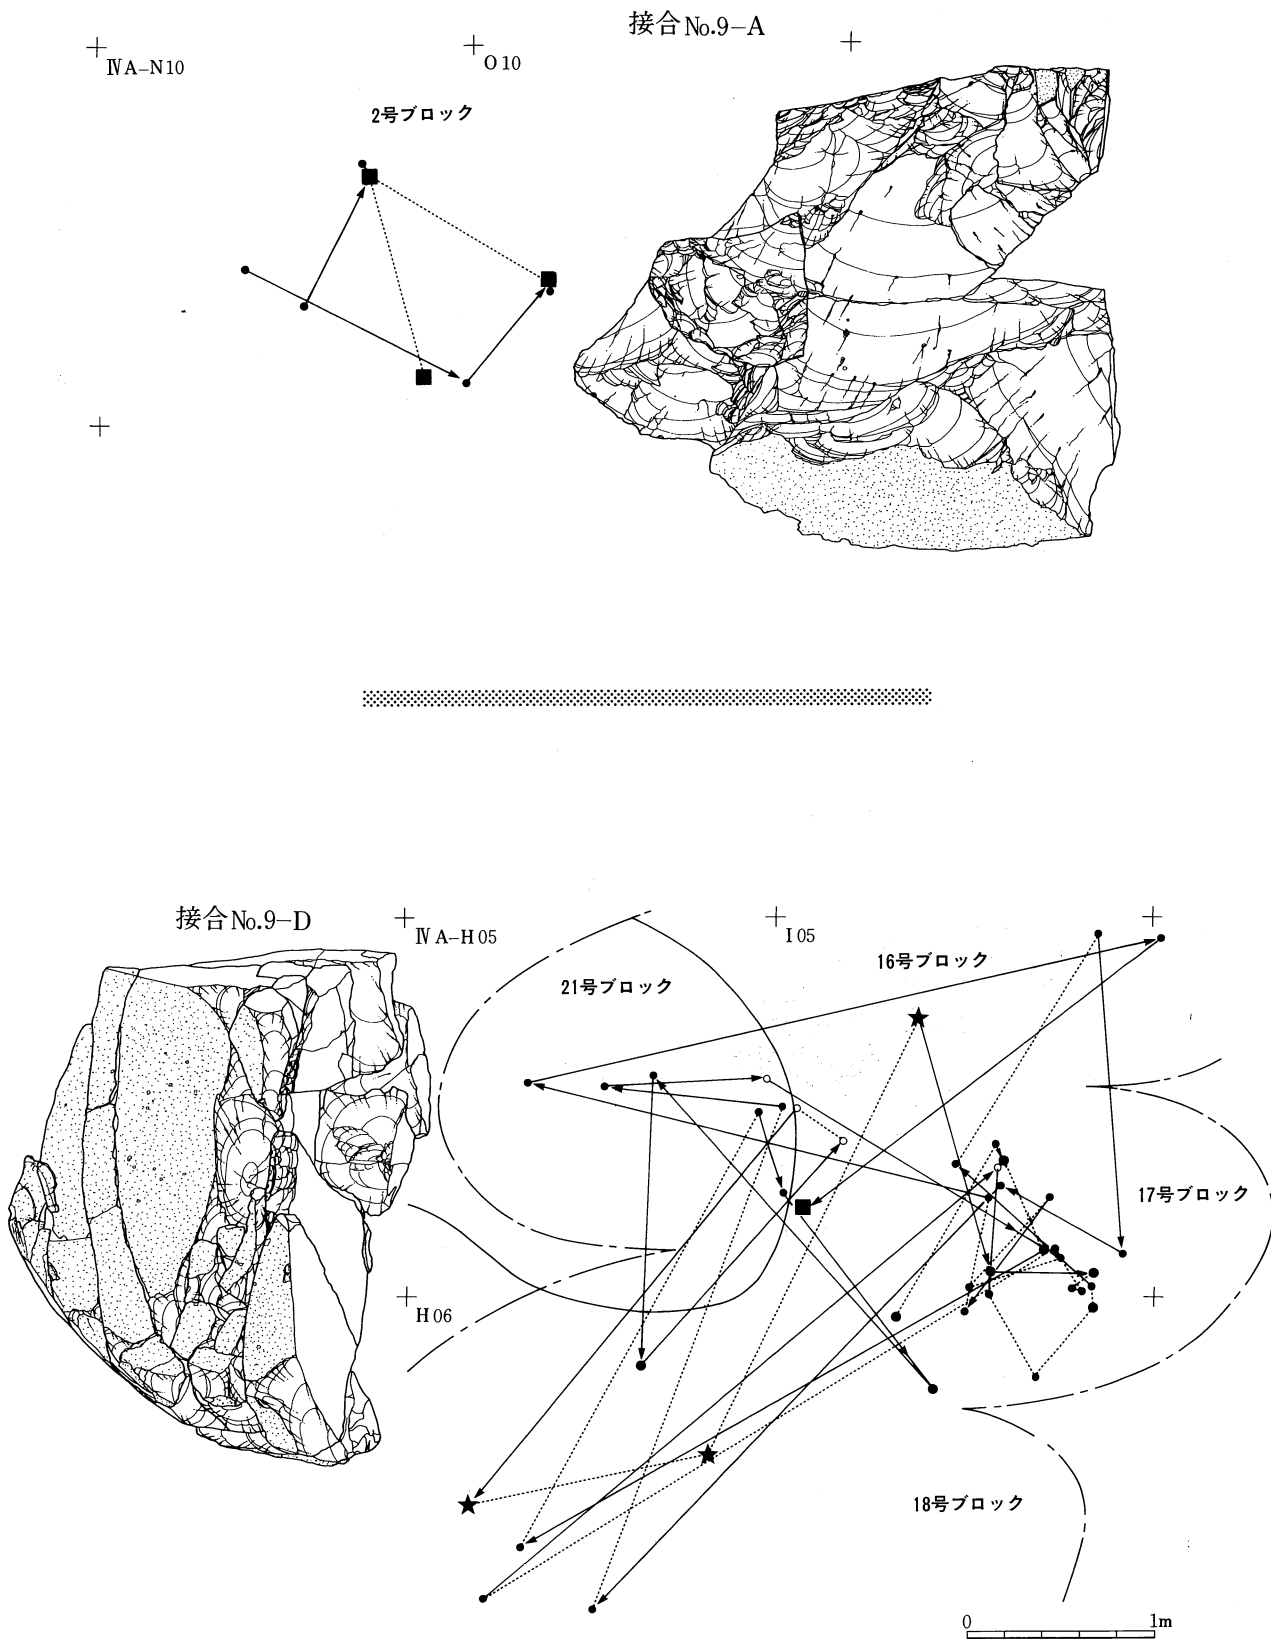 接合No.9-A
ⅣA-N10
O10
2号ブロック
接合No.9-D
ⅣA-H05
I05
21号ブロック
16号ブロック
17号ブロック
H06
18号ブロック
0 1m